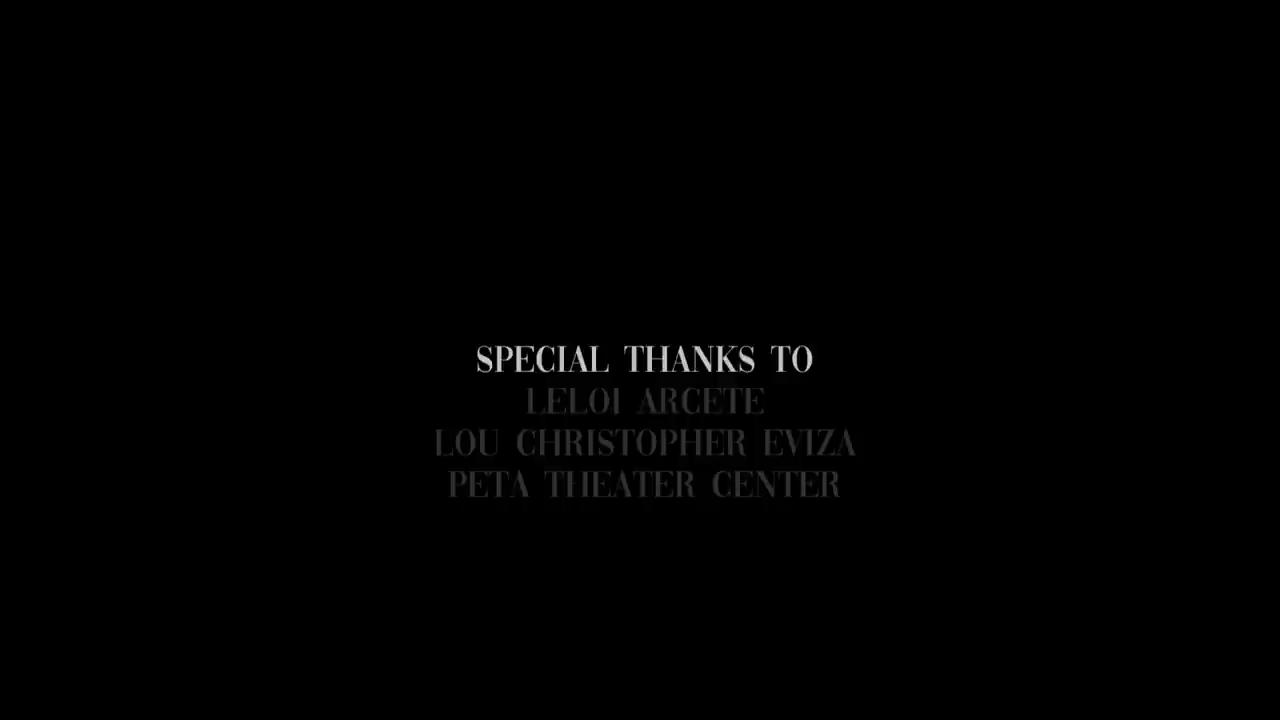 SPECIAL THANKS TO
LELOI ARCETE
LOU CHRISTOPHER EVIZA
PETA THEATER CENTER